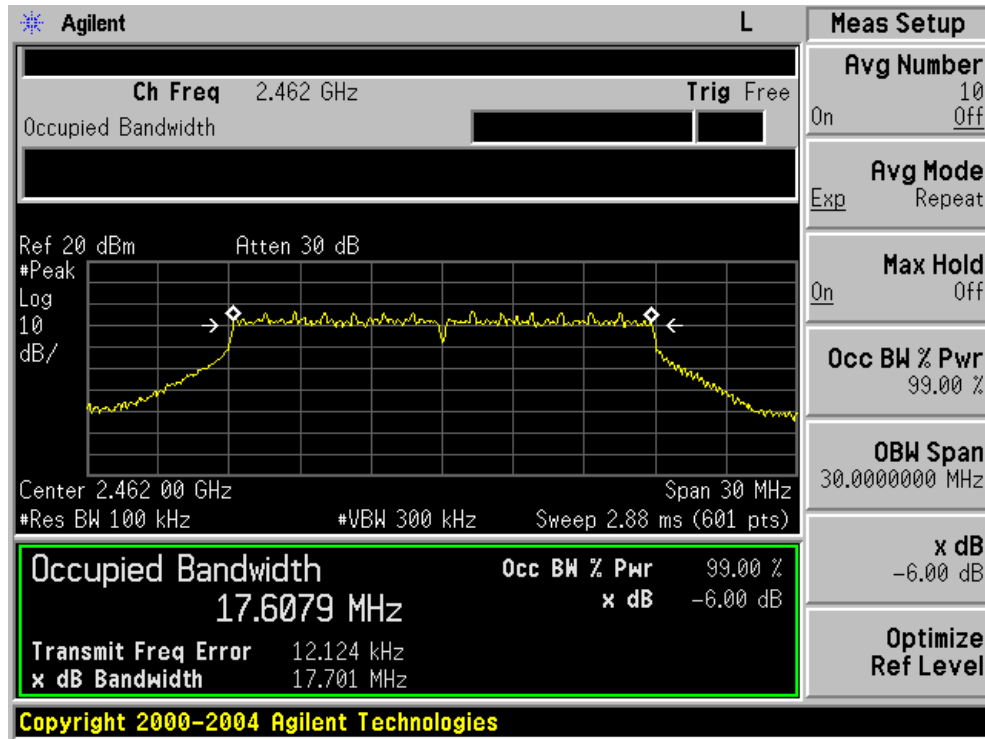 Agilent L
Ch Freq 2.462 GHz Trig Free
Occupied Bandwidth
Ref 20 dBm Atten 30 dB
#Peak
Log
10
dB/
Center 2.462 00 GHz Span 30 MHz
#Res BW 100 kHz #VBW 300 kHz Sweep 2.88 ms (601 pts)
Occupied Bandwidth Occ BW % Pwr 99.00 %
17.6079 MHz x dB -6.00 dB
Transmit Freq Error 12.124 kHz
x dB Bandwidth 17.701 MHz
Copyright 2000-2004 Agilent Technologies
Meas Setup
Avg Number
10
On Off
Avg Mode
Exp Repeat
Max Hold
On Off
Occ BW % Pwr
99.00 %
OBW Span
30.0000000 MHz
x dB
-6.00 dB
Optimize
Ref Level